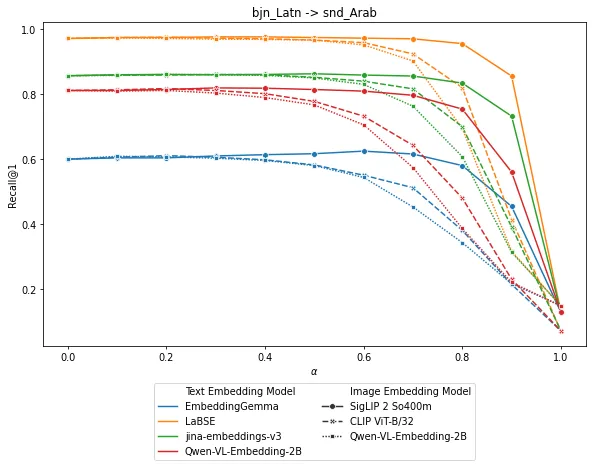 bjn_Latn -> snd_Arab
Recall@1
1.0
0.8
0.6
0.4
0.2
0.0 0.2 0.4 0.6 0.8 1.0
α
Text Embedding Model
EmbeddingGemma
LaBSE
jina-embeddings-v3
Qwen-VL-Embedding-2B
Image Embedding Model
SigLIP 2 So400m
CLIP ViT-B/32
Qwen-VL-Embedding-2B